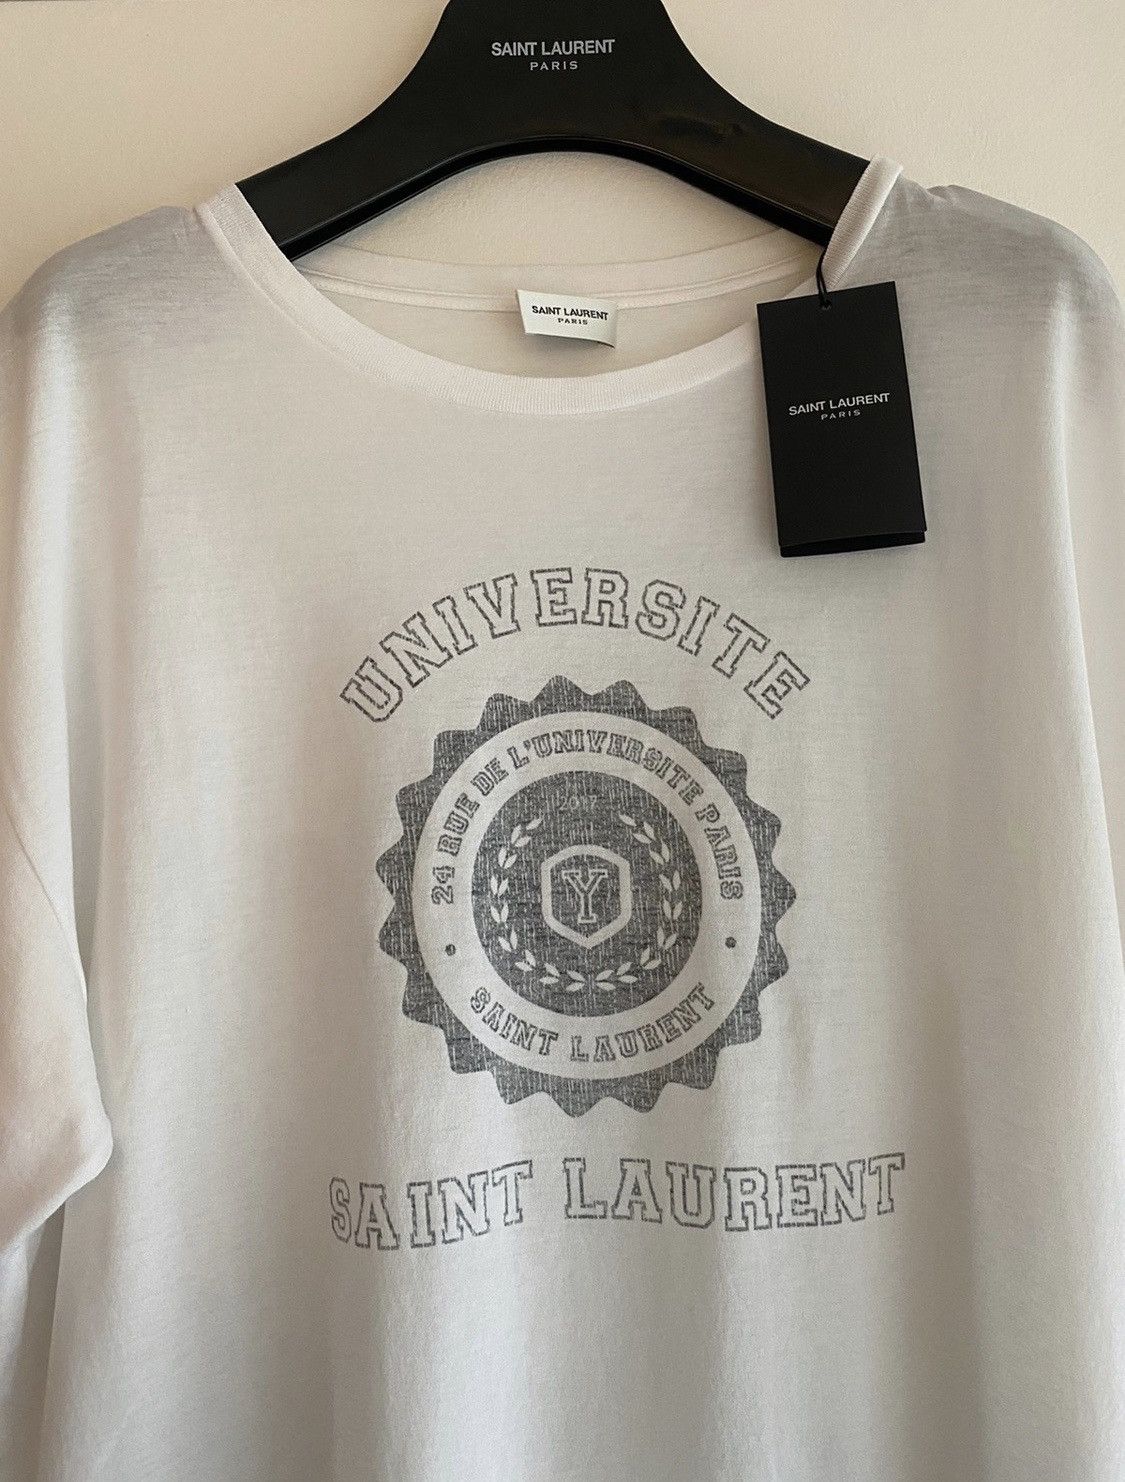 SAINT LAURENT
PARIS
SAINT LAURENT
PARIS
SAINT LAURENT
PARIS
UNIVERSITE
24 RUE DE L'UNIVERSITE PARIS
2017
Y
SAINT LAURENT
SAINT LAURENT